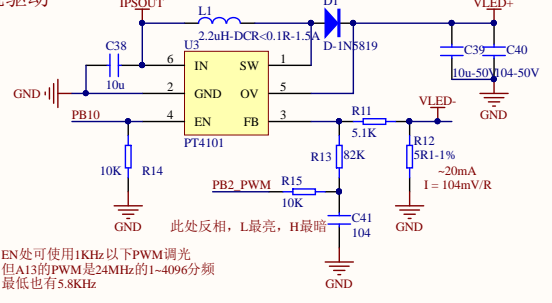 驱动
IPSOUT
L1
D1
VLED+
2.2uH-DCR<0.1R-1.5A
D-1N5819
C38
10u
U3
6 IN SW 1
2 GND OV 5
4 EN FB 3
PT4101
C39
C40
10u-50V
104-50V
GND
GND
PB10
R11
5.1K
VLED-
10K
R14
R13
82K
R12
5R1-1%
~20mA
I = 104mV/R
PB2_PWM
R15
10K
GND
GND
C41
104
此处反相，L最亮，H最暗
GND
EN处可使用1KHz以下PWM调光
但A13的PWM是24MHz的1~4096分频
最低也有5.8KHz